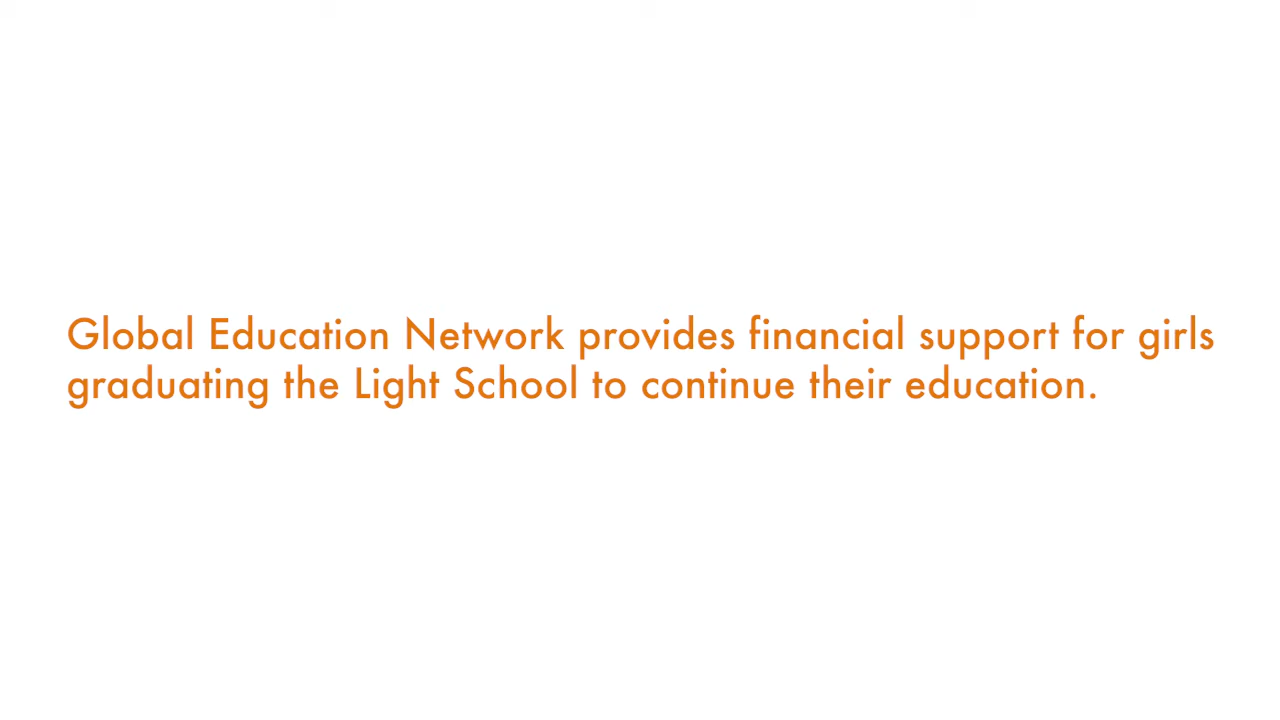 Global Education Network provides financial support for girls
graduating the Light School to continue their education.